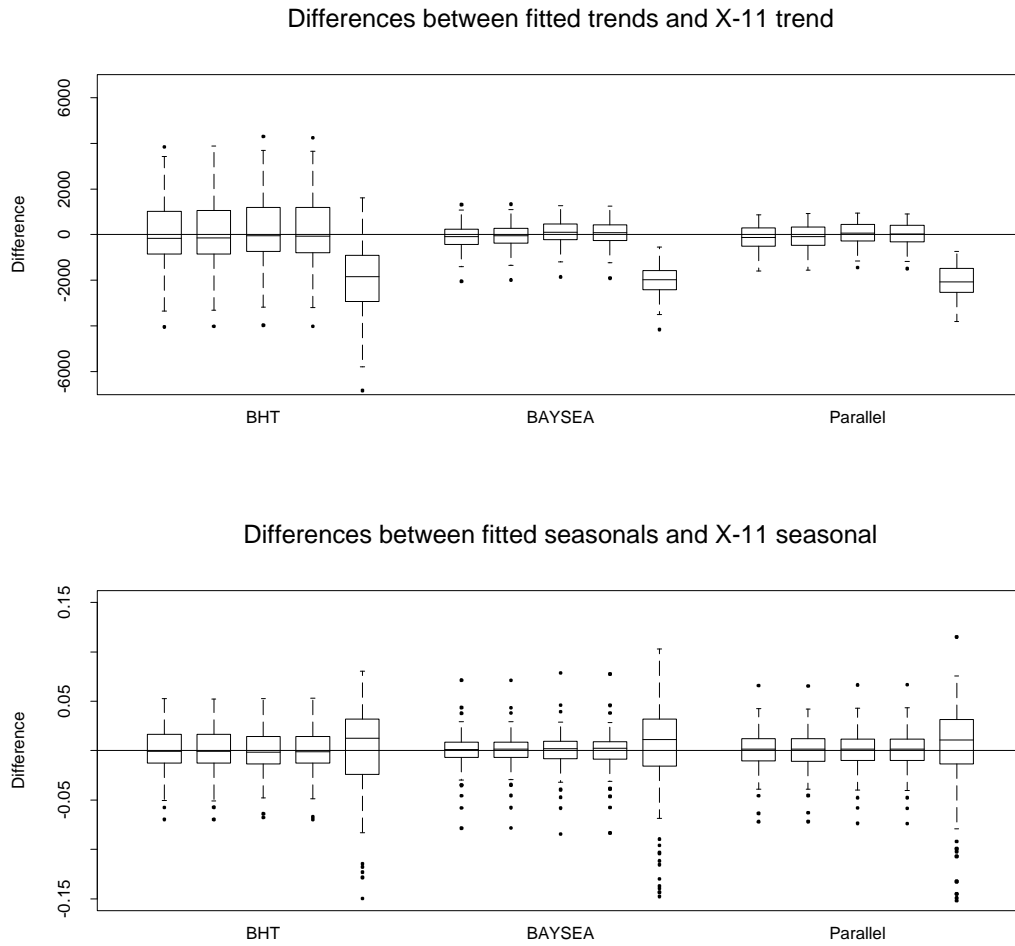 Differences between fitted trends and X-11 trend
6000
2000
0
-2000
-6000
Difference
BHT BAYSEA Parallel
Differences between fitted seasonals and X-11 seasonal
0.15
0.05
-0.05
-0.15
Difference
BHT BAYSEA Parallel